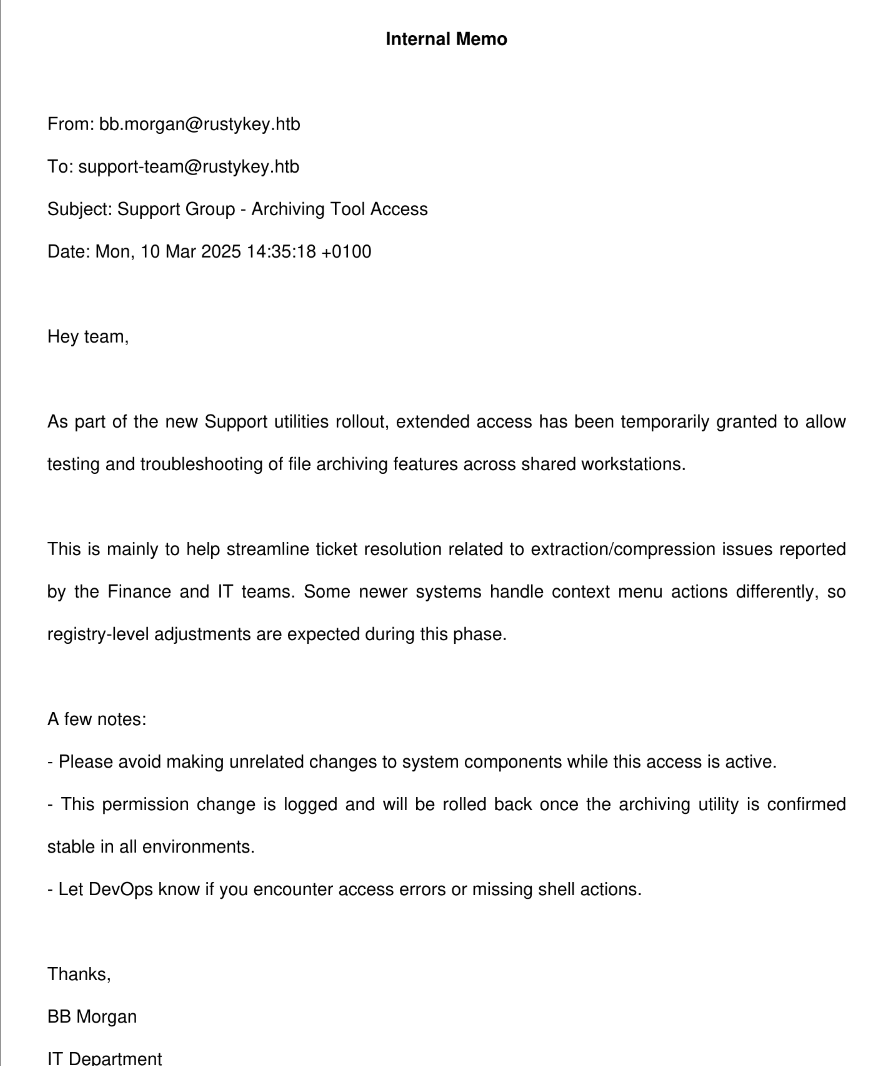 Internal Memo
From: bb.morgan@rustykey.htb
To: support-team@rustykey.htb
Subject: Support Group - Archiving Tool Access
Date: Mon, 10 Mar 2025 14:35:18 +0100
Hey team,
As part of the new Support utilities rollout, extended access has been temporarily granted to allow
testing and troubleshooting of file archiving features across shared workstations.
This is mainly to help streamline ticket resolution related to extraction/compression issues reported
by the Finance and IT teams. Some newer systems handle context menu actions differently, so
registry-level adjustments are expected during this phase.
A few notes:
- Please avoid making unrelated changes to system components while this access is active.
- This permission change is logged and will be rolled back once the archiving utility is confirmed
stable in all environments.
- Let DevOps know if you encounter access errors or missing shell actions.
Thanks,
BB Morgan
IT Department